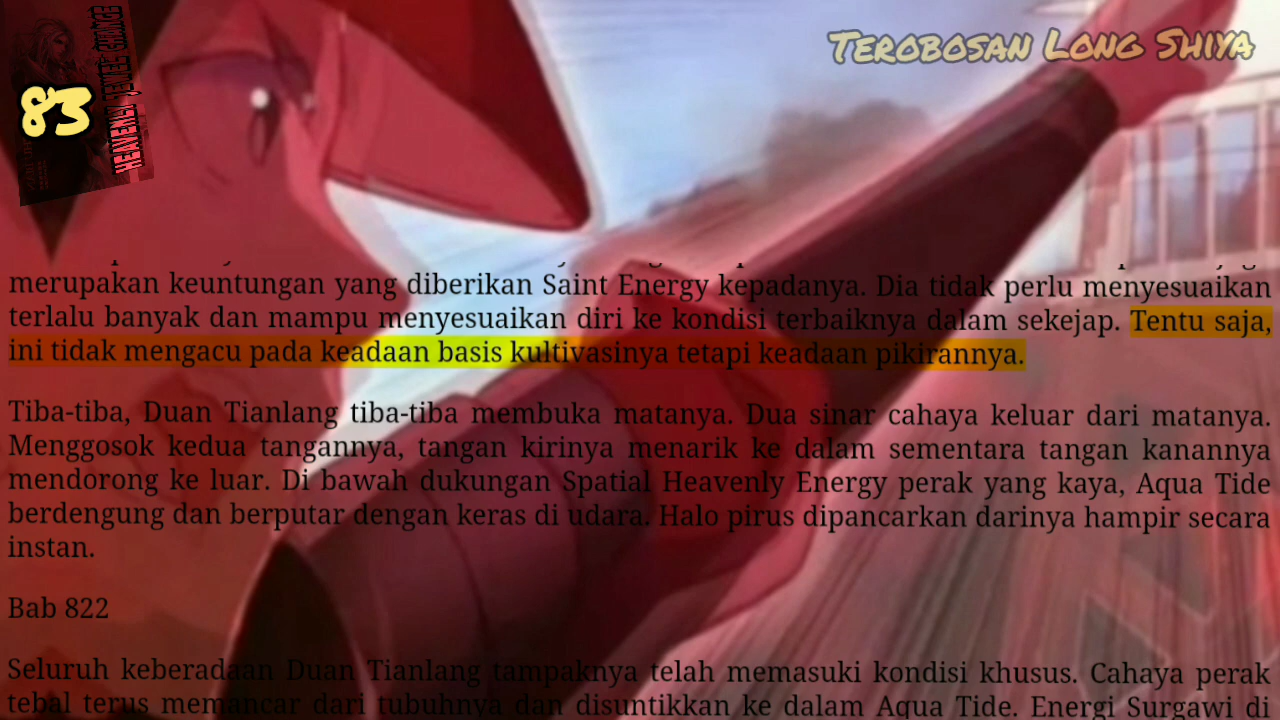 Terobosan Long Shiya
83
HEAVENLY JEWEL CHANGE
merupakan keuntungan yang diberikan Saint Energy kepadanya. Dia tidak perlu menyesuaikan
terlalu banyak dan mampu menyesuaikan diri ke kondisi terbaiknya dalam sekejap. Tentu saja,
ini tidak mengacu pada keadaan basis kultivasinya tetapi keadaan pikirannya.
Tiba-tiba, Duan Tianlang tiba-tiba membuka matanya. Dua sinar cahaya keluar dari matanya.
Menggosok kedua tangannya, tangan kirinya menarik ke dalam sementara tangan kanannya
mendorong ke luar. Di bawah dukungan Spatial Heavenly Energy perak yang kaya, Aqua Tide
berdengung dan berputar dengan keras di udara. Halo pirus dipancarkan darinya hampir secara
instan.
Bab 822
Seluruh keberadaan Duan Tianlang tampaknya telah memasuki kondisi khusus. Cahaya perak
tebal terus memancar dari tubuhnya dan disuntikkan ke dalam Aqua Tide. Energi Surgawi di